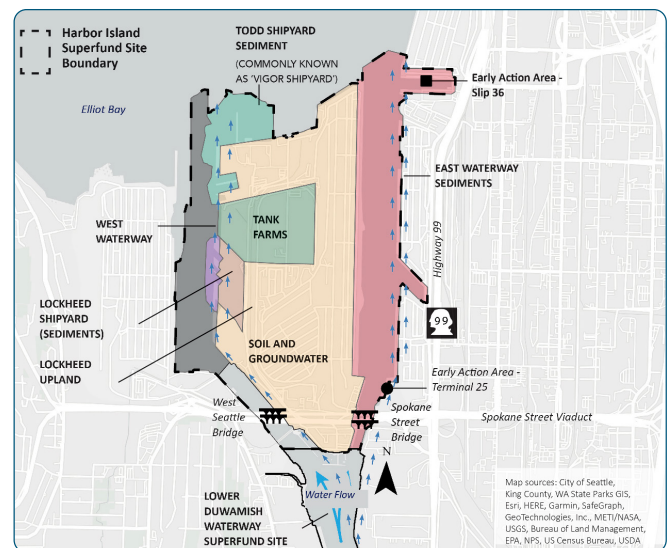 Harbor Island
Superfund Site
Boundary
TODD SHIPYARD
SEDIMENT
(COMMONLY KNOWN
AS 'VIGOR SHIPYARD')
Early Action Area -
Slip 36
Elliot Bay
EAST WATERWAY
SEDIMENTS
WEST
WATERWAY
TANK
FARMS
Highway 99
LOCKHEED
SHIPYARD
(SEDIMENTS)
99
LOCKHEED
UPLAND
SOIL AND
GROUNDWATER
Early Action Area -
Terminal 25
West
Seattle
Bridge
Spokane
Street
Bridge
Spokane Street Viaduct
N
Water Flow
LOWER
DUWAMISH
WATERWAY
SUPERFUND SITE
Map sources: City of Seattle,
King County, WA State Parks GIS,
Esri, HERE, Garmin, SafeGraph,
GeoTechnologies, Inc., METI/NASA,
USGS, Bureau of Land Management,
EPA, NPS, US Census Bureau, USDA